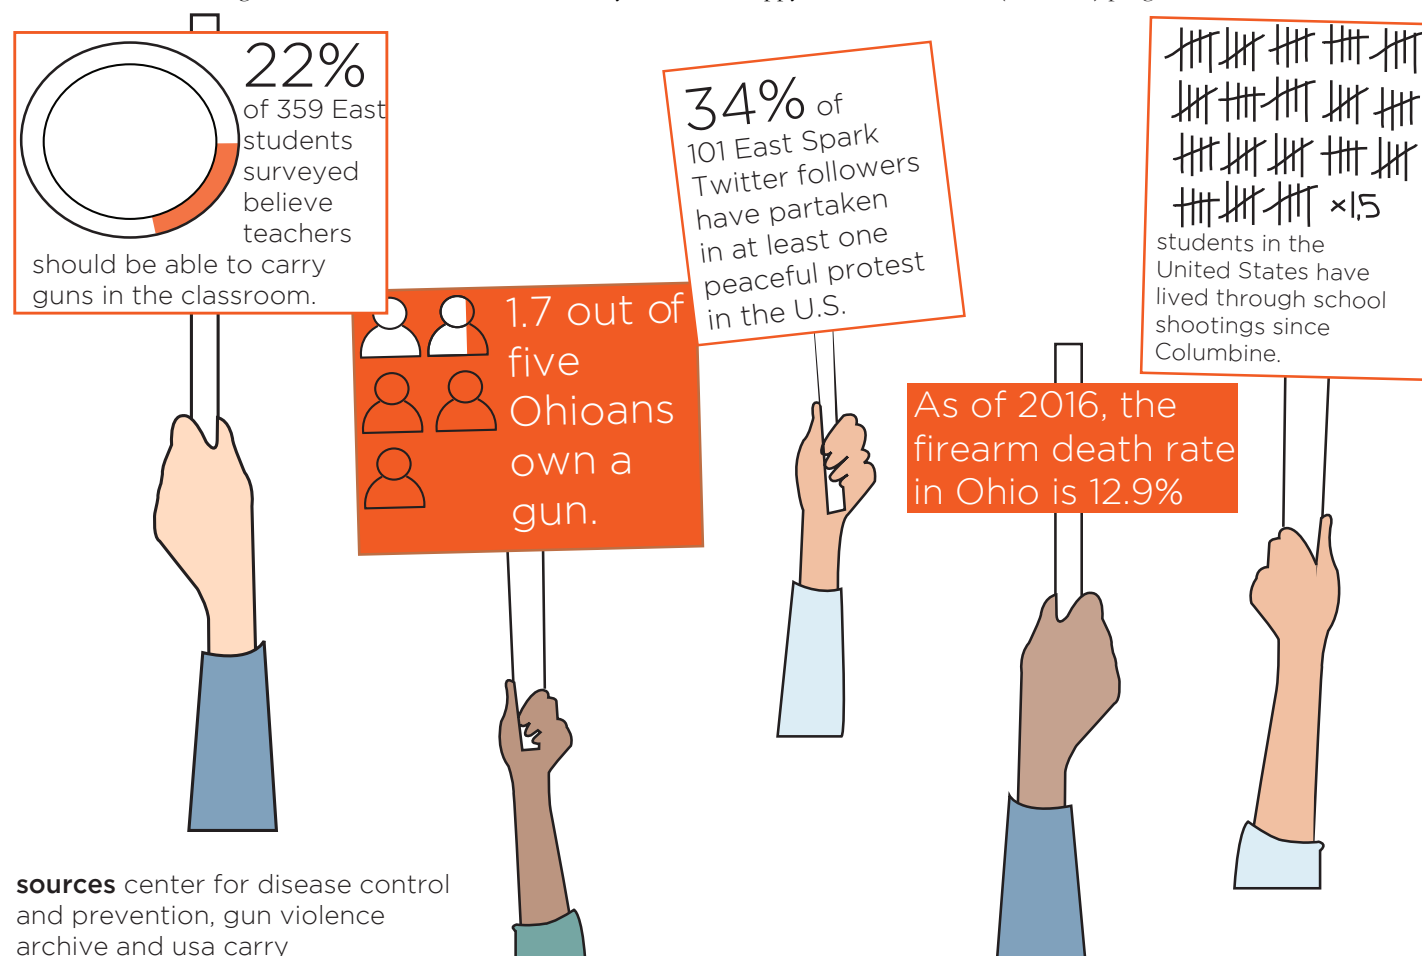 22%
of 359 East
students
surveyed
believe
teachers
should be able to carry
guns in the classroom.
1.7 out of
five
Ohioans
own a
gun.
34% of
101 East Spark
Twitter followers
have partaken
in at least one
peaceful protest
in the U.S.
As of 2016, the
firearm death rate
in Ohio is 12.9%
x1,5
students in the
United States have
lived through school
shootings since
Columbine.
sources center for disease control
and prevention, gun violence
archive and usa carry